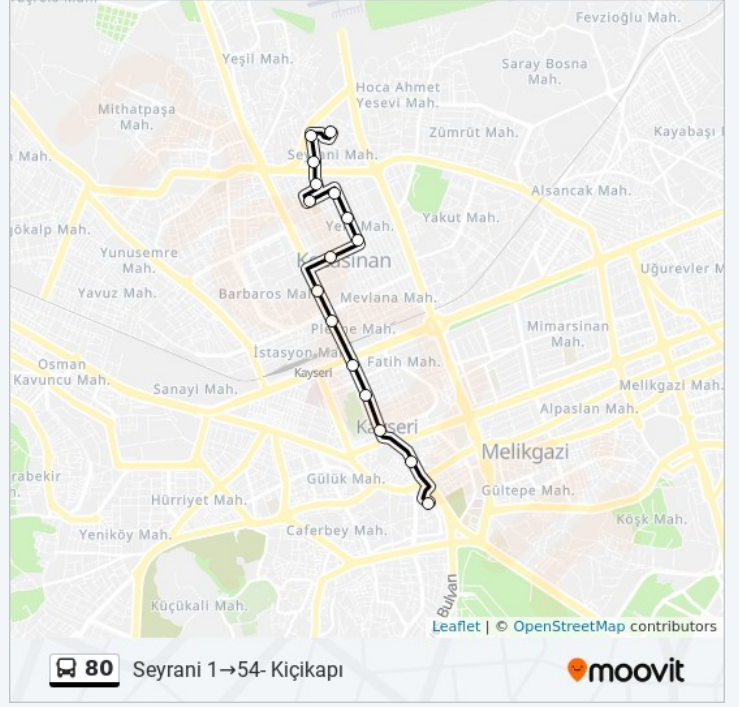 Fevzioğlu Mah.
Yeşil Mah.
Saray Bosna
Mah.
Hoca Ahmet
Yesevi Mah.
Mithatpaşa
Mah.
Zümrüt Mah.
Kayabaşı
Mah.
Mah.
Alsancak Mah.
Yakut Mah.
Mah.
Yunusemre
Mah.
Uğurevler M
Yavuz Mah.
Barbaros
Mevlana Mah.
Mah.
Mimarsinan
Mah.
İstasyon
Fatih Mah.
Osman
Kavuncu Mah.
Kayseri
Sanayi Mah.
Melikgazi Mah.
Alpaslan Mah.
Kayseri
Melikgazi
Gülük Mah.
Gültepe Mah.
Hürriyet Mah.
Köşk Mah.
Yeniköy Mah.
Caferbey Mah.
Küçükali Mah.
Bulvarı
Leaflet | © OpenStreetMap contributors
80 Seyrani 1→54- Kiçikapı
moovit